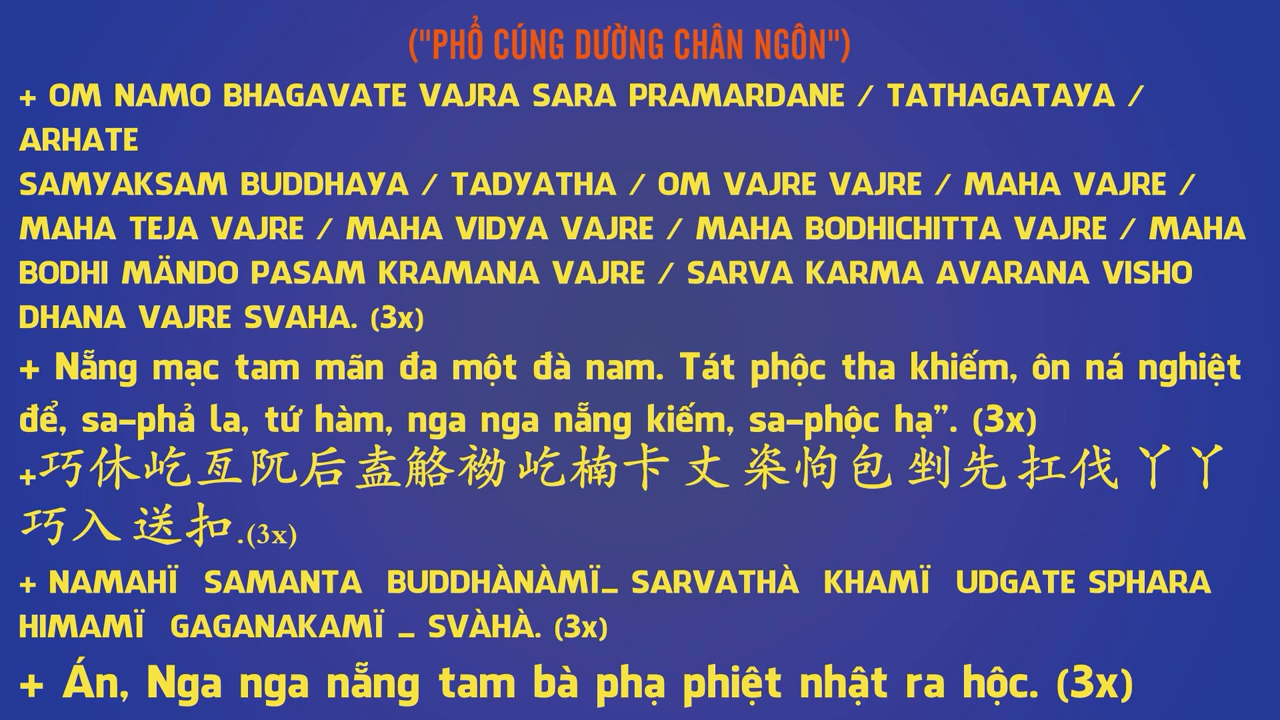 ("PHỔ CÚNG DƯỜNG CHÂN NGÔN")
+ OM NAMO BHAGAVATE VAJRA SARA PRAMARDANE / TATHAGATAYA /
ARHATE
SAMYAKSAM BUDDHAYA / TADYATHA / OM VAJRE VAJRE / MAHA VAJRE /
MAHA TEJA VAJRE / MAHA VIDYA VAJRE / MAHA BODHICHITTA VAJRE / MAHA
BODHI MÄNDO PASAM KRAMANA VAJRE / SARVA KARMA AVARANA VISHO
DHANA VAJRE SVAHA. (3x)
+ Nẵng mạc tam mãn đa một đà nam. Tát phộc tha khiếm, ôn ná nghiệt
để, sa-phả la, tứ hàm, nga nga nẵng kiếm, sa-phộc hạ”. (3x)
+巧休屹亙阢后盍觡袎屹楠卡丈楶怐包剉先扛伐丫丫
巧入送扣.(3x)
+ NAMAHÏ SAMANTA BUDDHÀNÀMÏ_ SARVATHÀ KHAMÏ UDGATE SPHARA
HIMAMÏ GAGANAKAMÏ _ SVÀHÀ. (3x)
+ Án, Nga nga nẵng tam bà phạ phiệt nhật ra hộc. (3x)